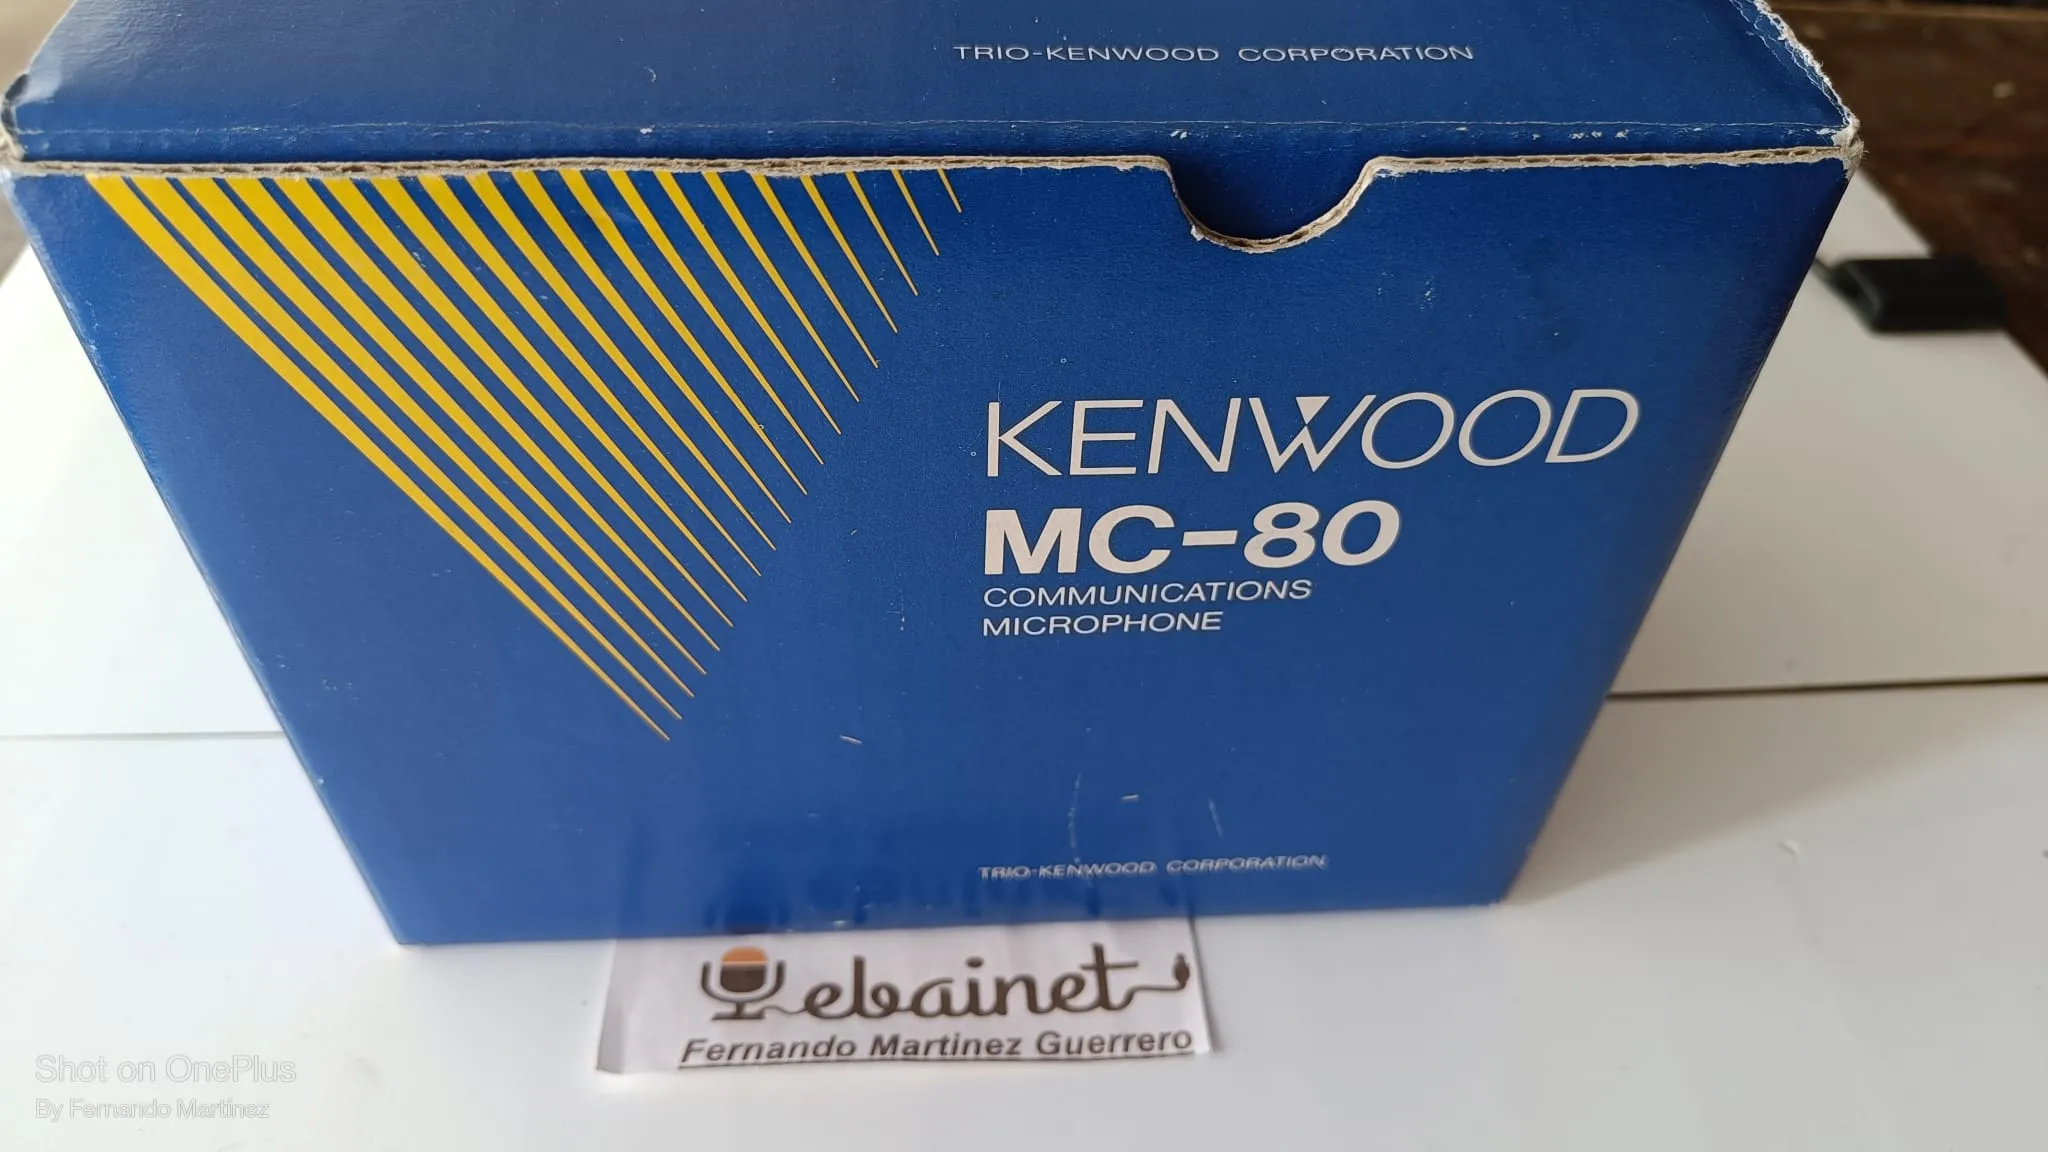 TRIO-KENWOOD CORPORATION
KENWOOD
MC-80
COMMUNICATIONS
MICROPHONE
TRIO-KENWOOD CORPORATION
ebainet
Fernando Martinez Guerrero
Shot on OnePlus
By Fernando Martinez